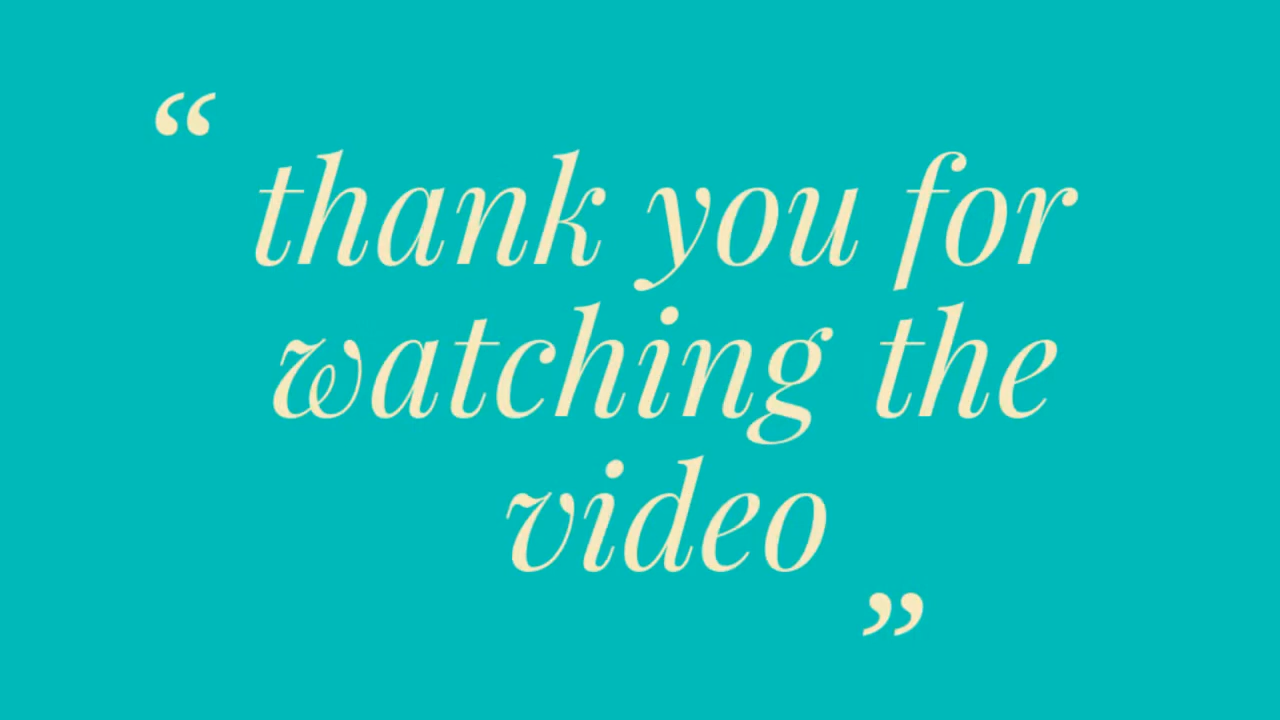 “
thank you for
watching the
video
”